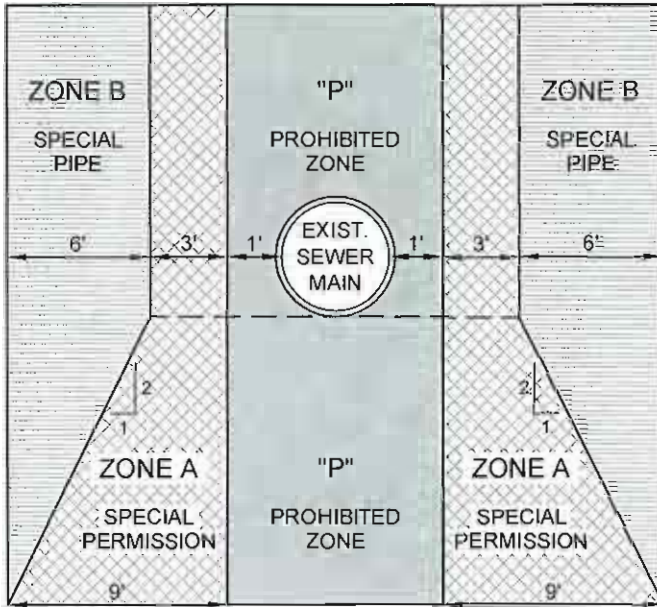 ZONE B
SPECIAL
PIPE
"P"
PROHIBITED
ZONE
ZONE B
SPECIAL
PIPE
6'
3'
1'
EXIST.
SEWER
MAIN
1'
3'
6'
2
1
2
1
ZONE A
SPECIAL
PERMISSION
"P"
PROHIBITED
ZONE
ZONE A
SPECIAL
PERMISSION
9'
9'